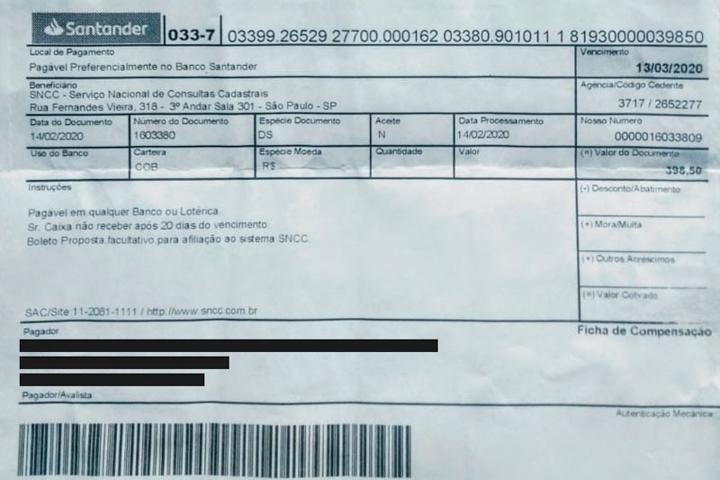 Santander
033-7
03399.26529 27700.000162 03380.901011 1 81930000039850
Local de Pagamento
Pagável Preferencialmente no Banco Santander
Vencimento
13/03/2020
Beneficiário
SNCC - Serviço Nacional de Consultas Cadastrais
Rua Fernandes Vieira, 318 - 3º Andar Sala 301 - São Paulo - SP
Agência/Código Cedente
3717 / 2652277
Data do Documento
14/02/2020
Número do Documento
1603380
Espécie Documento
DS
Aceite
N
Data Processamento
14/02/2020
Nosso Numero
0000016033809
Uso do Banco
Carteira
COB
Espécie Moeda
R$
Quantidade
Valor
(=) Valor do Documento
398,50
Instruções
Pagável em qualquer Banco ou Lotérica.
Sr. Caixa não receber após 20 dias do vencimento.
Boleto Proposta facultativo para afiliação ao sistema SNCC.
SAC/Site 11-2081-1111 / http://www.sncc.com.br
(-) Desconto/Abatimento
(+) Mora/Multa
(+) Outros Acréscimos
(=) Valor Cobrado
Pagador
Ficha de Compensação
Pagador/Avalista
Autenticação Mecânica